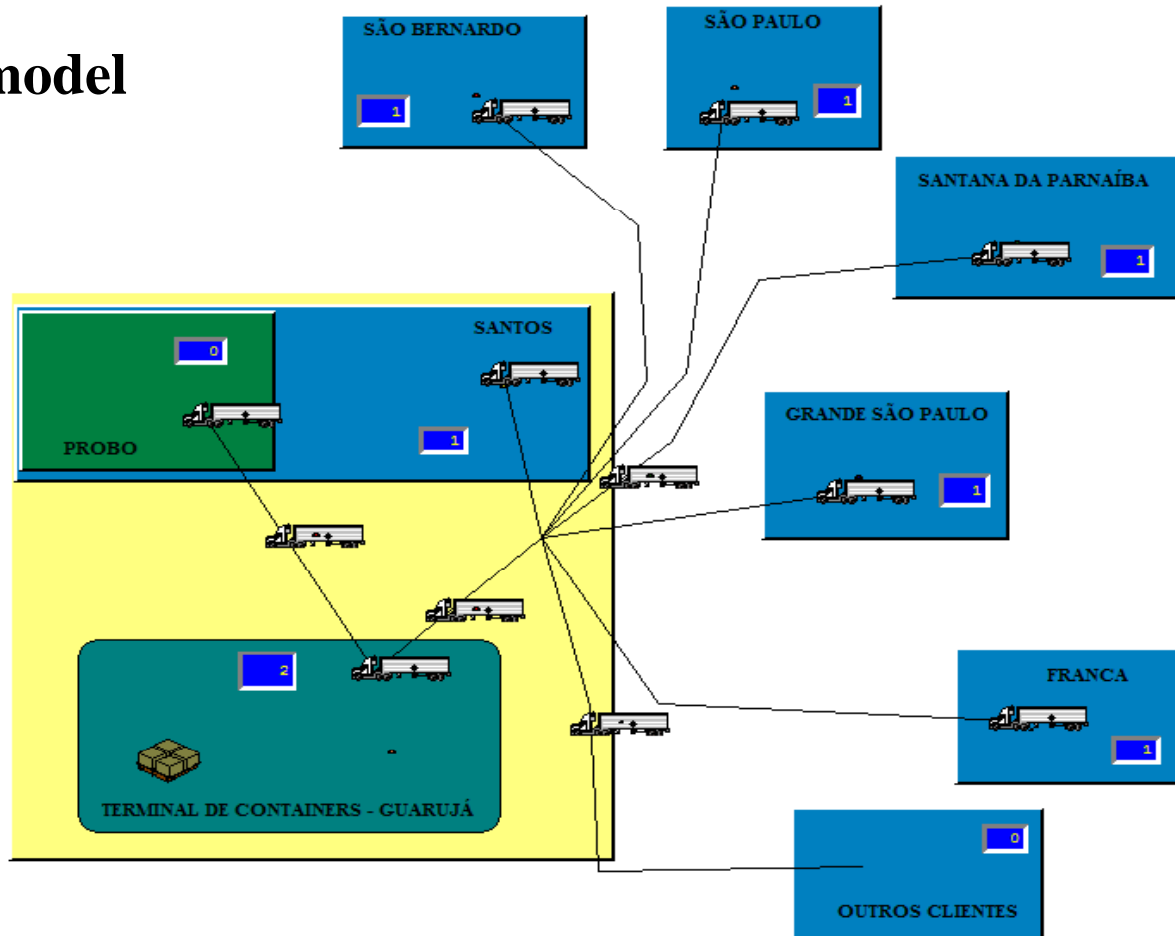 model
SÃO BERNARDO
1
SÃO PAULO
1
SANTANA DA PARNAÍBA
1
SANTOS
0
1
PROBO
GRANDE SÃO PAULO
1
2
TERMINAL DE CONTAINERS - GUARUJÁ
FRANCA
1
0
OUTROS CLIENTES